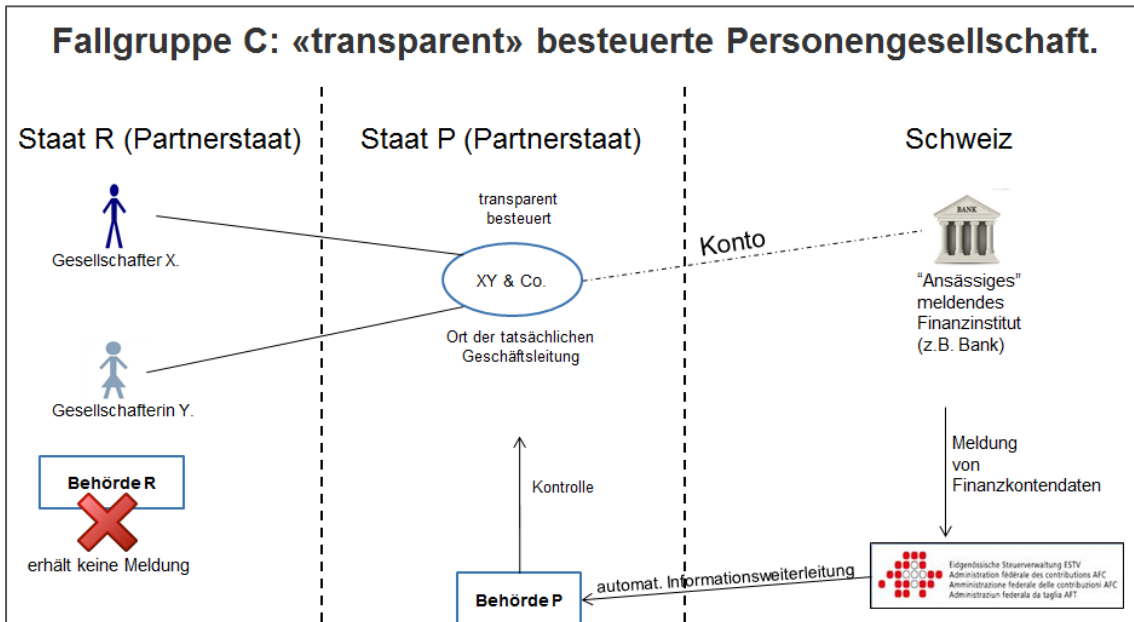 Fallgruppe C: «transparent» besteuerte Personengesellschaft.
Staat R (Partnerstaat)
Staat P (Partnerstaat)
Schweiz
Gesellschafter X.
Gesellschafterin Y.
Behörde R
erhält keine Meldung
transparent
besteuert
XY & Co.
Ort der tatsächlichen
Geschäftsleitung
Kontrolle
Behörde P
Konto
BANK
“Ansässiges”
meldendes
Finanzinstitut
(z.B. Bank)
Meldung
von
Finanzkontendaten
automat. Informationsweiterleitung
Eidgenössische Steuerverwaltung ESTV
Administration fédérale des contributions AFC
Amministrazione federale delle contribuzioni AFC
Administraziun federala da taglia AFT